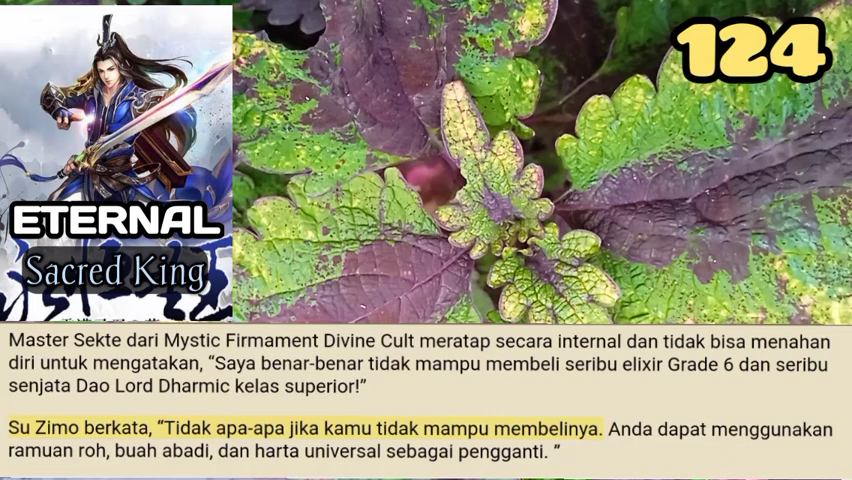 124
ETERNAL
Sacred King
Master Sekte dari Mystic Firmament Divine Cult meratap secara internal dan tidak bisa menahan
diri untuk mengatakan, “Saya benar-benar tidak mampu membeli seribu elixir Grade 6 dan seribu
senjata Dao Lord Dharmic kelas superior!”
Su Zimo berkata, “Tidak apa-apa jika kamu tidak mampu membelinya. Anda dapat menggunakan
ramuan roh, buah abadi, dan harta universal sebagai pengganti. ”